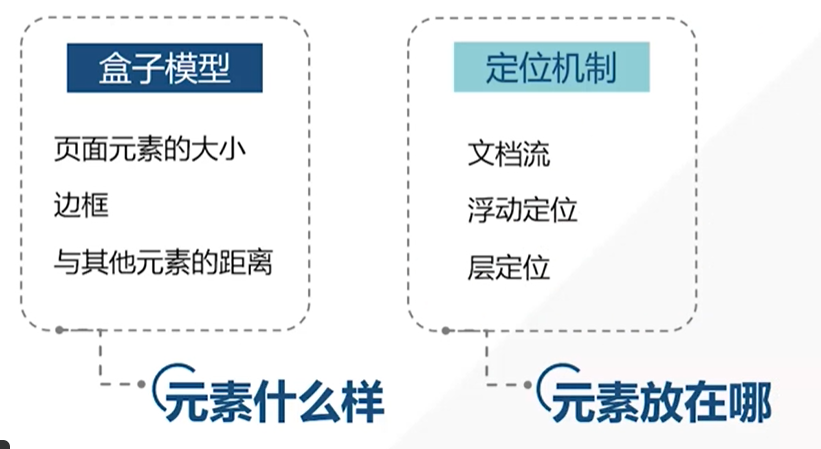 盒子模型
页面元素的大小
边框
与其他元素的距离
元素什么样
定位机制
文档流
浮动定位
层定位
元素放在哪